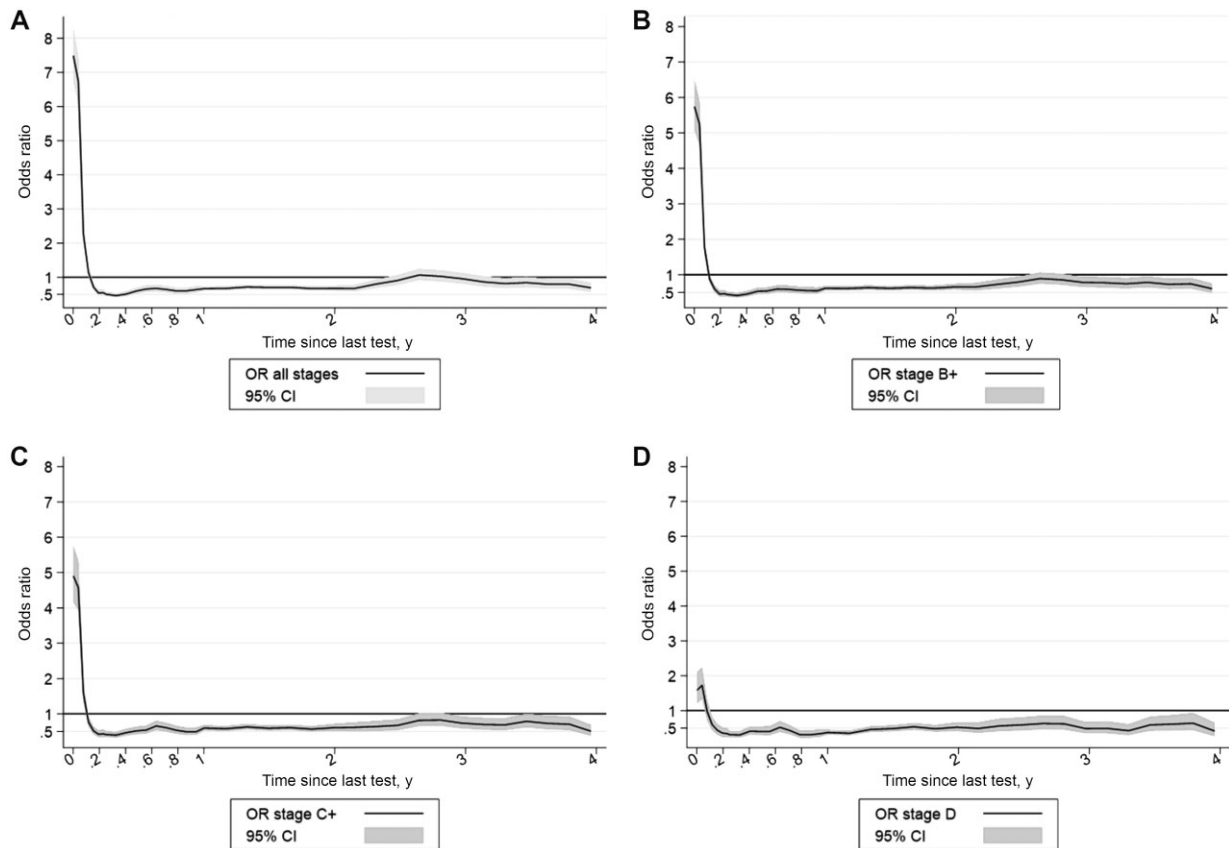 A
8
7
6
5
4
3
2
1
.5
Odds ratio
0 .2 .4 .6 .8 1 2 3 4
Time since last test, y
OR all stages
95% CI
B
8
7
6
5
4
3
2
1
.5
Odds ratio
0 .2 .4 .6 .8 1 2 3 4
Time since last test, y
OR stage B+
95% CI
C
8
7
6
5
4
3
2
1
.5
Odds ratio
0 .2 .4 .6 .8 1 2 3 4
Time since last test, y
OR stage C+
95% CI
D
8
7
6
5
4
3
2
1
.5
Odds ratio
0 .2 .4 .6 .8 1 2 3 4
Time since last test, y
OR stage D
95% CI